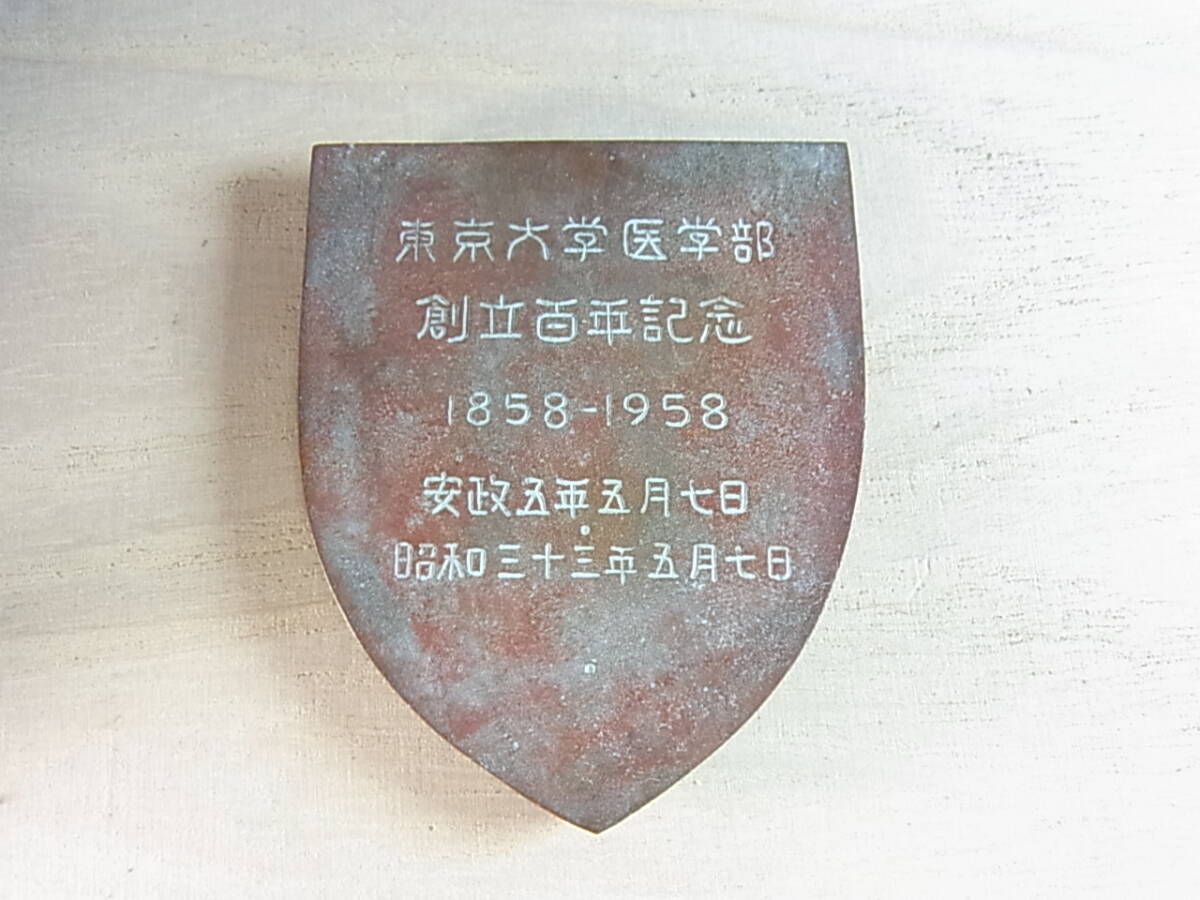 東京大学医学部
創立百年記念
1858-1958
安政五年五月七日
昭和三十三年五月七日